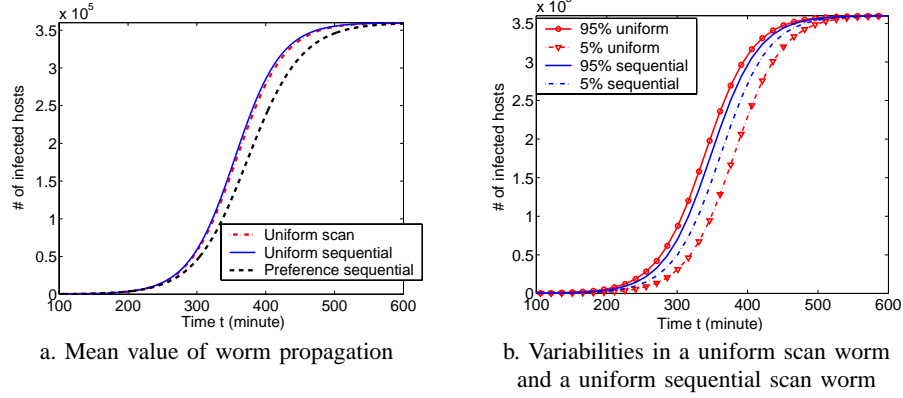 x 10^5
3.5
3
2.5
2
1.5
1
0.5
0
# of infected hosts
Uniform scan
Uniform sequential
Preference sequential
100 200 300 400 500 600
Time t (minute)
a. Mean value of worm propagation
3.5
3
2.5
2
1.5
1
0.5
0
# of infected hosts
95% uniform
5% uniform
95% sequential
5% sequential
100 200 300 400 500 600
Time t (minute)
b. Variabilities in a uniform scan worm
and a uniform sequential scan worm